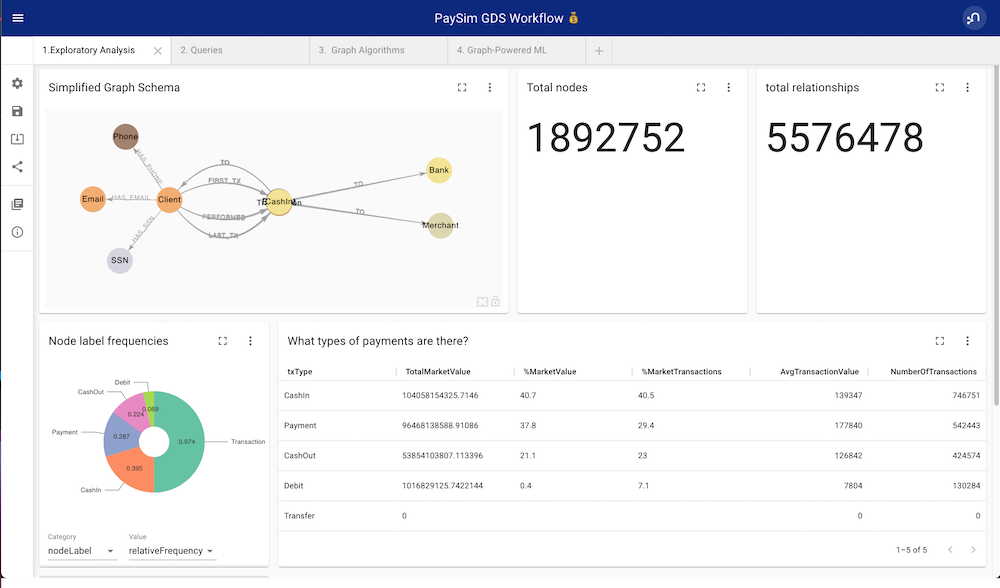 PaySim GDS Workflow 💰
1.Exploratory Analysis
2. Queries
3. Graph Algorithms
4. Graph-Powered ML
Simplified Graph Schema
Phone
HAS_PHONE
Email
HAS_EMAIL
Client
HAS_SSN
SSN
TO
FIRST_TX
PERFORMED
LAST_TX
CashIn
TO
TO
Bank
Merchant
Total nodes
1892752
total relationships
5576478
Node label frequencies
Debit
CashOut
Payment
CashIn
Transaction
0.069
0.224
0.287
0.395
0.974
Category
nodeLabel
Value
relativeFrequency
What types of payments are there?
txType TotalMarketValue %MarketValue %MarketTransactions AvgTransactionValue NumberOfTransactions
CashIn 104058154325.7146 40.7 40.5 139347 746751
Payment 96468138588.91086 37.8 29.4 177840 542443
CashOut 53854103807.113396 21.1 23 126842 424574
Debit 1016829125.7422144 0.4 7.1 7804 130284
Transfer 0 0 0
1–5 of 5